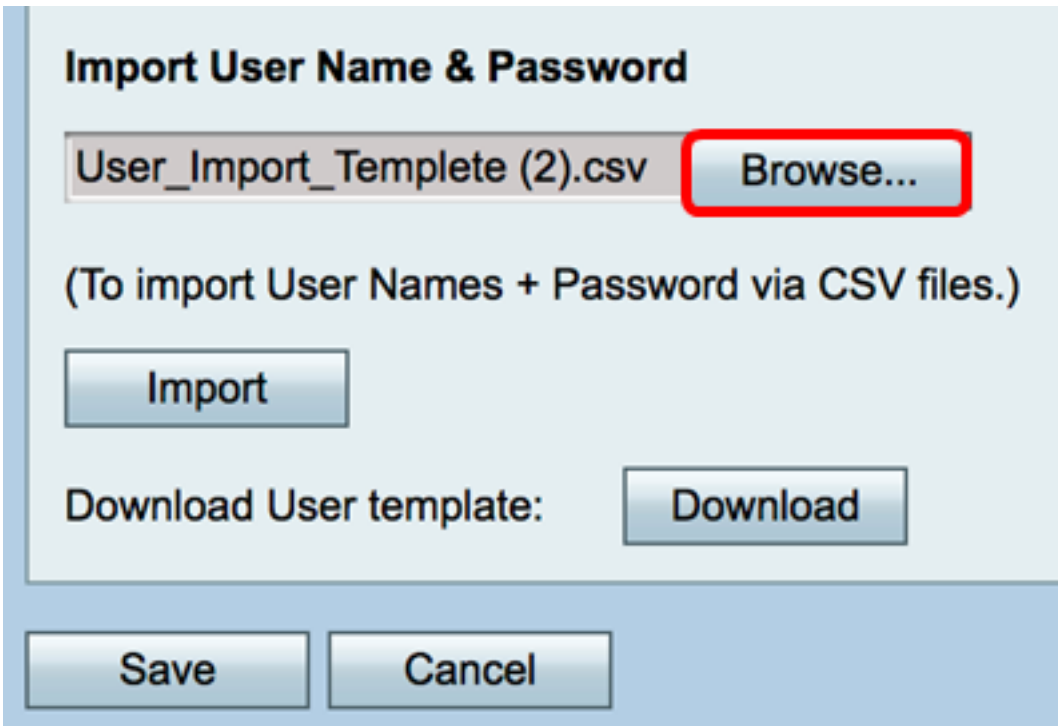 Import User Name & Password
User_Import_Templete (2).csv Browse...
(To import User Names + Password via CSV files.)
Import
Download User template: Download
Save Cancel